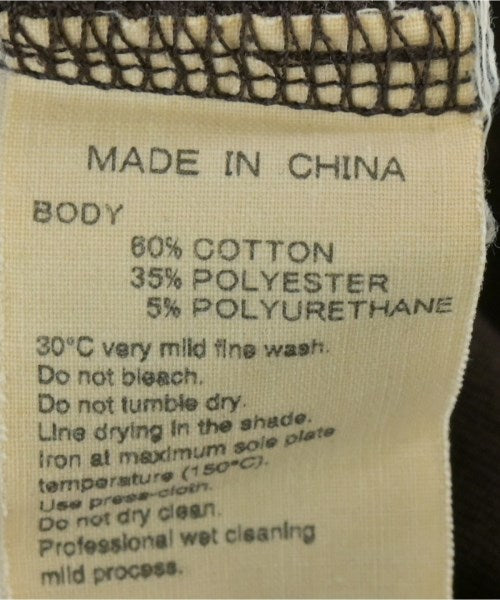 MADE IN CHINA
BODY
60% COTTON
35% POLYESTER
5% POLYURETHANE
30°C very mild fine wash.
Do not bleach.
Do not tumble dry.
Line drying in the shade.
Iron at maximum sole plate
temperature (150°C).
Use press-cloth.
Do not dry clean.
Professional wet cleaning
mild process.